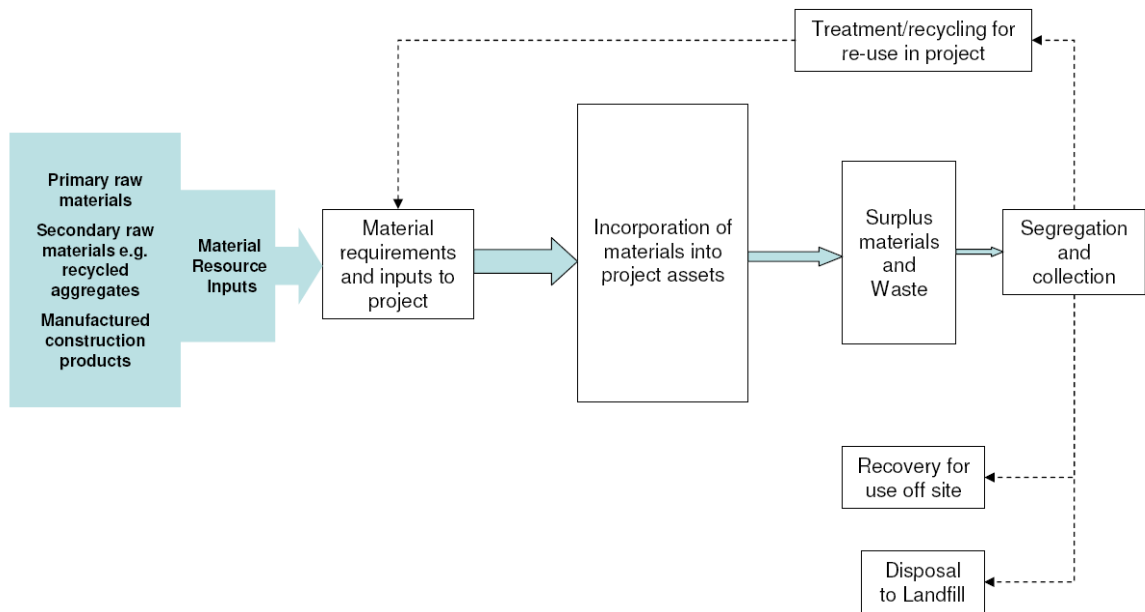 Treatment/recycling for
re-use in project
Primary raw
materials
Secondary raw
materials e.g.
recycled
aggregates
Manufactured
construction
products
Material
Resource
Inputs
Material
requirements
and inputs to
project
Incorporation of
materials into
project assets
Surplus
materials
and
Waste
Segregation
and
collection
Recovery for
use off site
Disposal
to Landfill